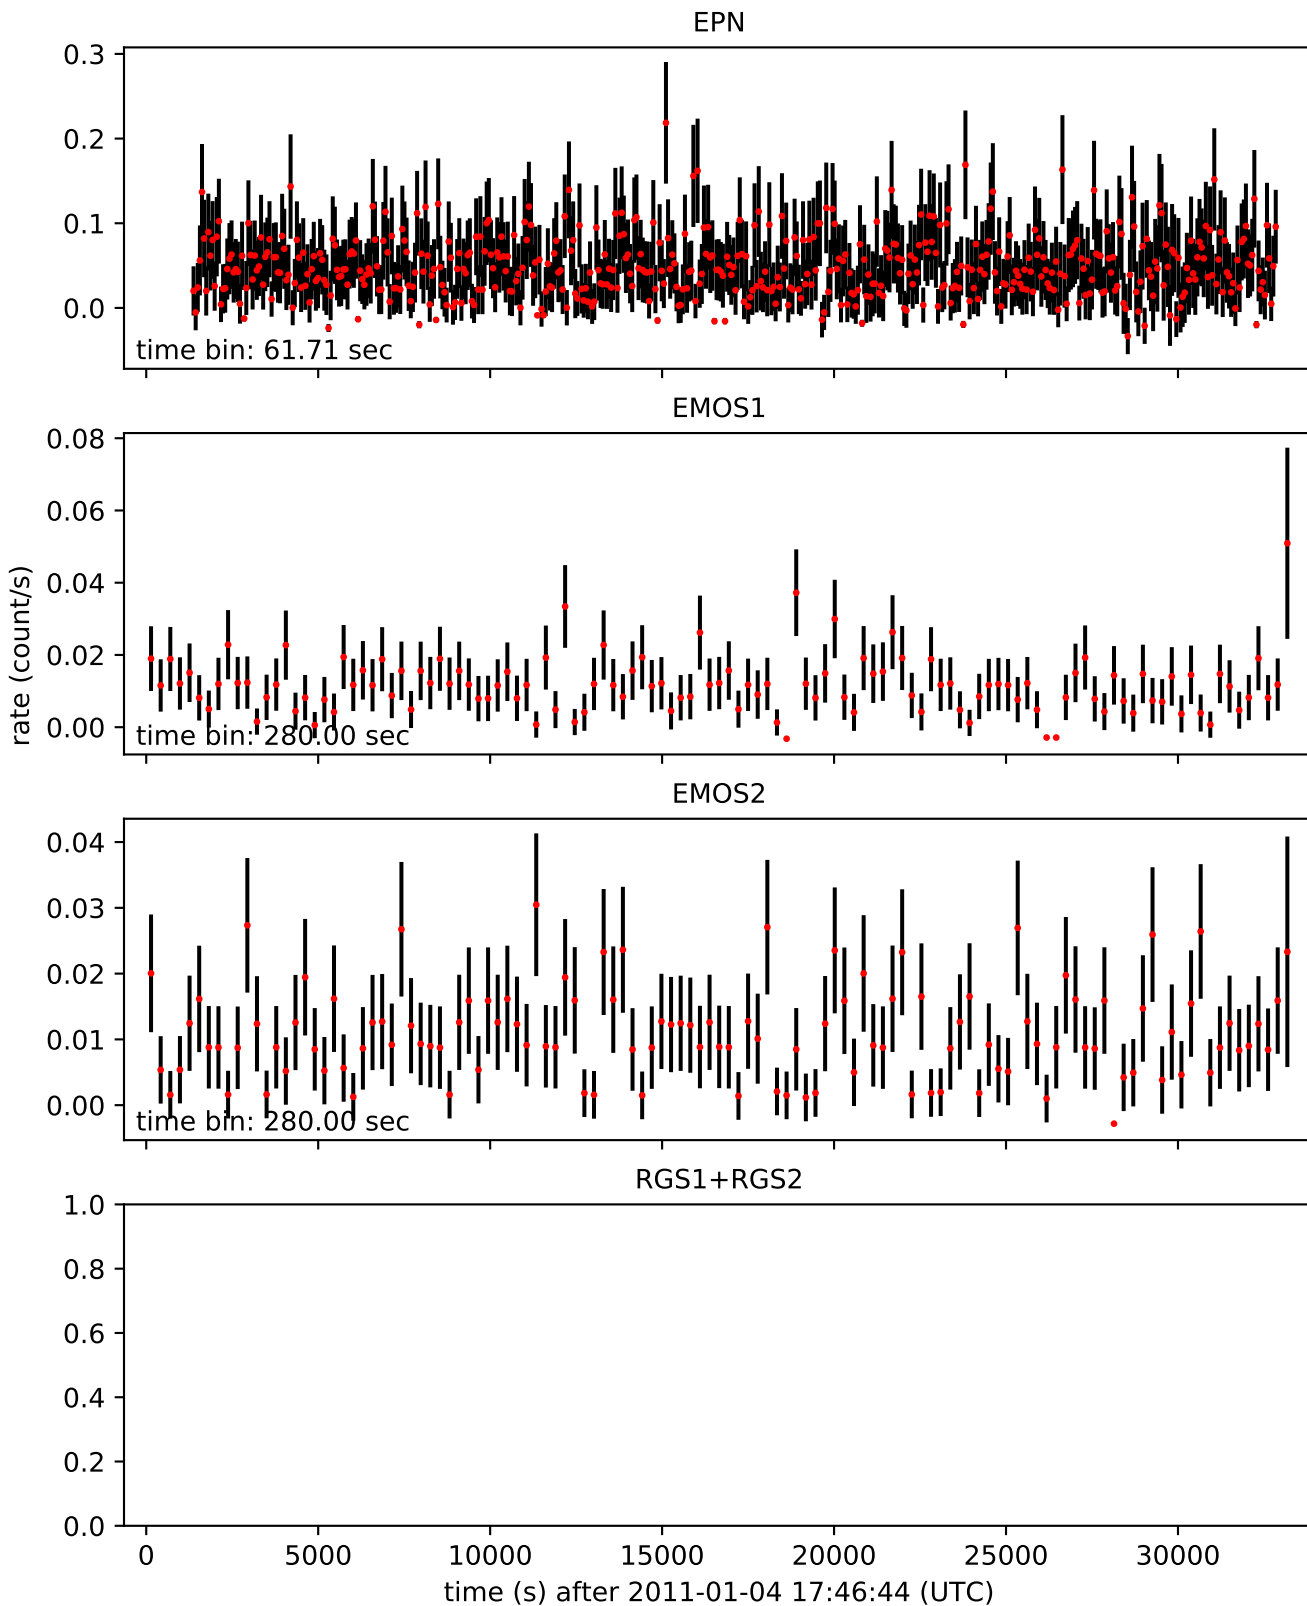 EPN
0.3
0.2
0.1
0.0
time bin: 61.71 sec
EMOS1
0.08
0.06
0.04
0.02
0.00
time bin: 280.00 sec
rate (count/s)
EMOS2
0.04
0.03
0.02
0.01
0.00
time bin: 280.00 sec
RGS1+RGS2
1.0
0.8
0.6
0.4
0.2
0.0
0 5000 10000 15000 20000 25000 30000
time (s) after 2011-01-04 17:46:44 (UTC)